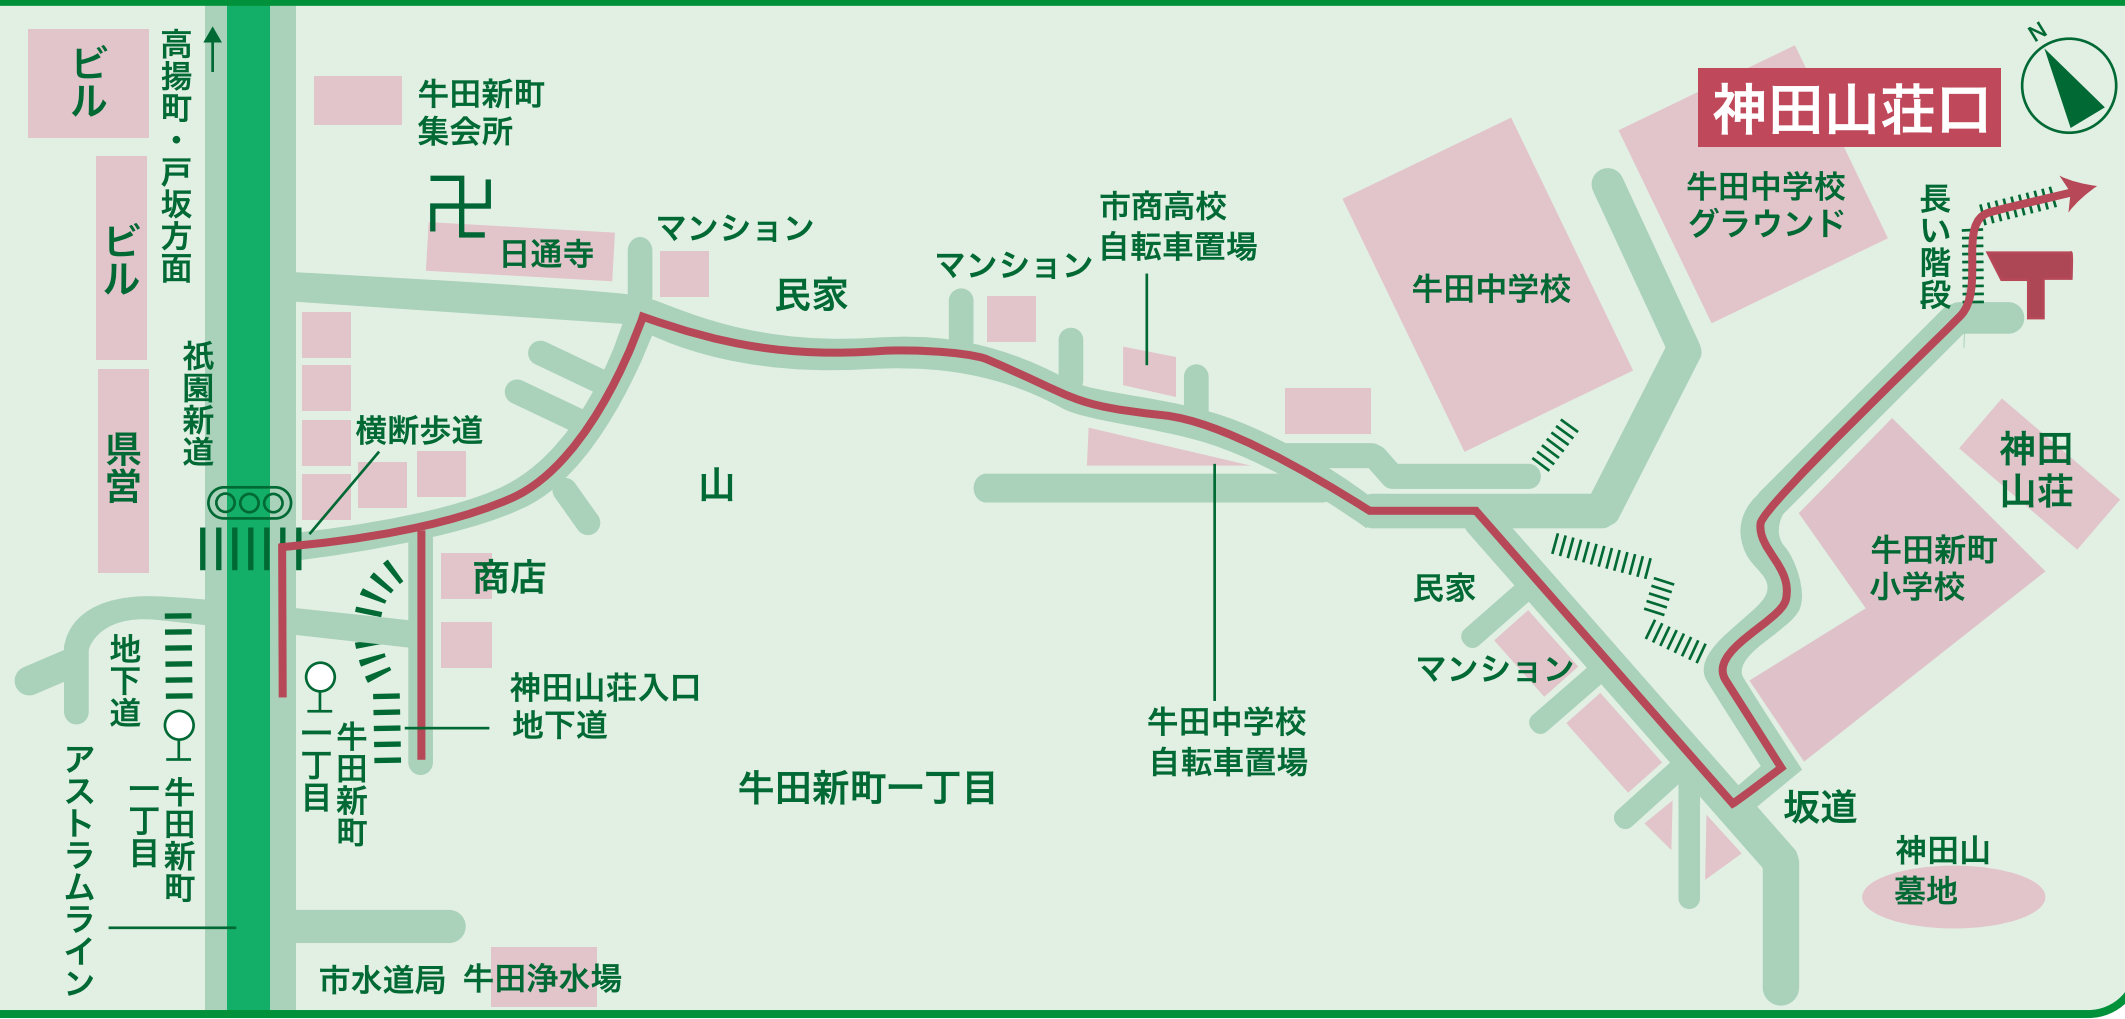 ビル
高揚町・戸坂方面
ビル
祇園新道
県営
牛田新町
集会所
日通寺
マンション
民家
マンション
市商高校
自転車置場
牛田中学校
神田山荘口
N
牛田中学校
グラウンド
長い階段
横断歩道
山
商店
神田
山荘
牛田新町
小学校
民家
マンション
地下道
神田山荘入口
地下道
牛田新町
二丁目
牛田新町
一丁目
アストラムライン
牛田中学校
自転車置場
牛田新町一丁目
坂道
神田山
墓地
市水道局
牛田浄水場